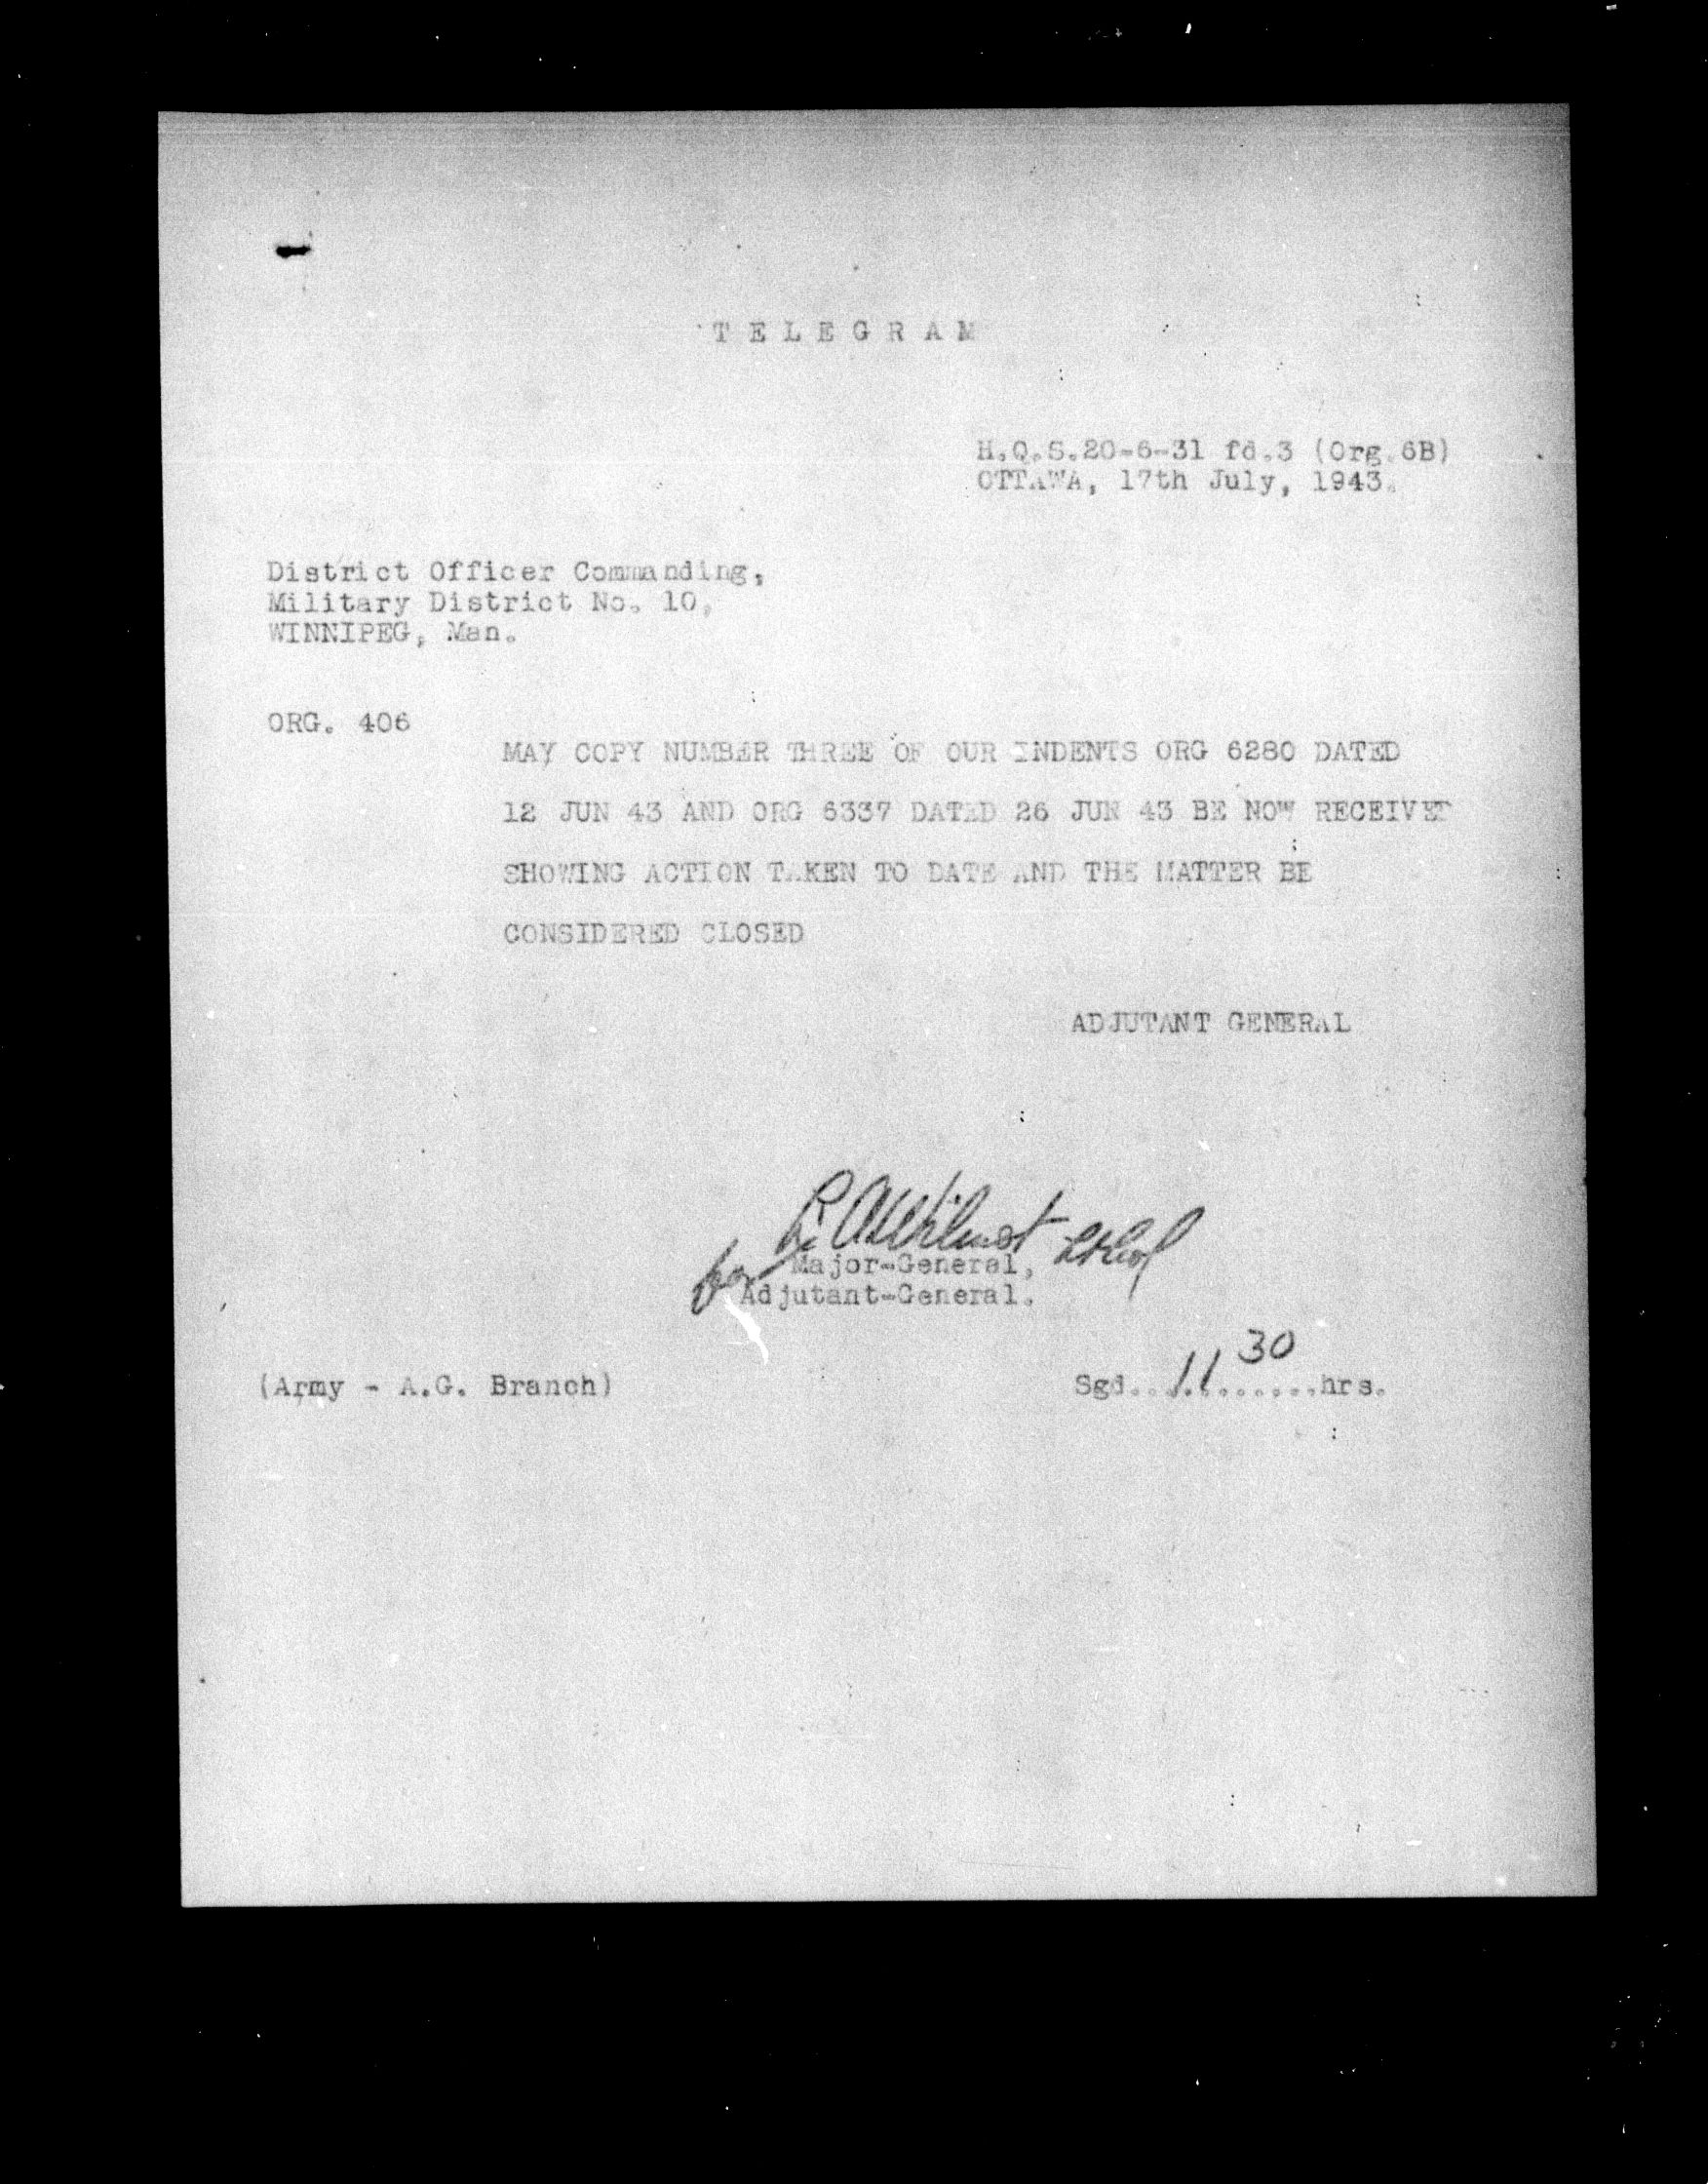 TELEGRAM
H.Q.S.20-6-31 fd.3 (Org.6B)
OTTAWA, 17th July, 1943.
District Officer Commanding,
Military District No. 10,
WINNIPEG, Man.
ORG. 406
MAY COPY NUMBER THREE OF OUR INDENTS ORG 6280 DATED
12 JUN 43 AND ORG 6337 DATED 26 JUN 43 BE NOW RECEIVED
SHOWING ACTION TAKEN TO DATE AND THE MATTER BE
CONSIDERED CLOSED
ADJUTANT GENERAL
for Major-General,
Adjutant-General.
(Army - A.G. Branch)
Sgd...11 30...hrs.